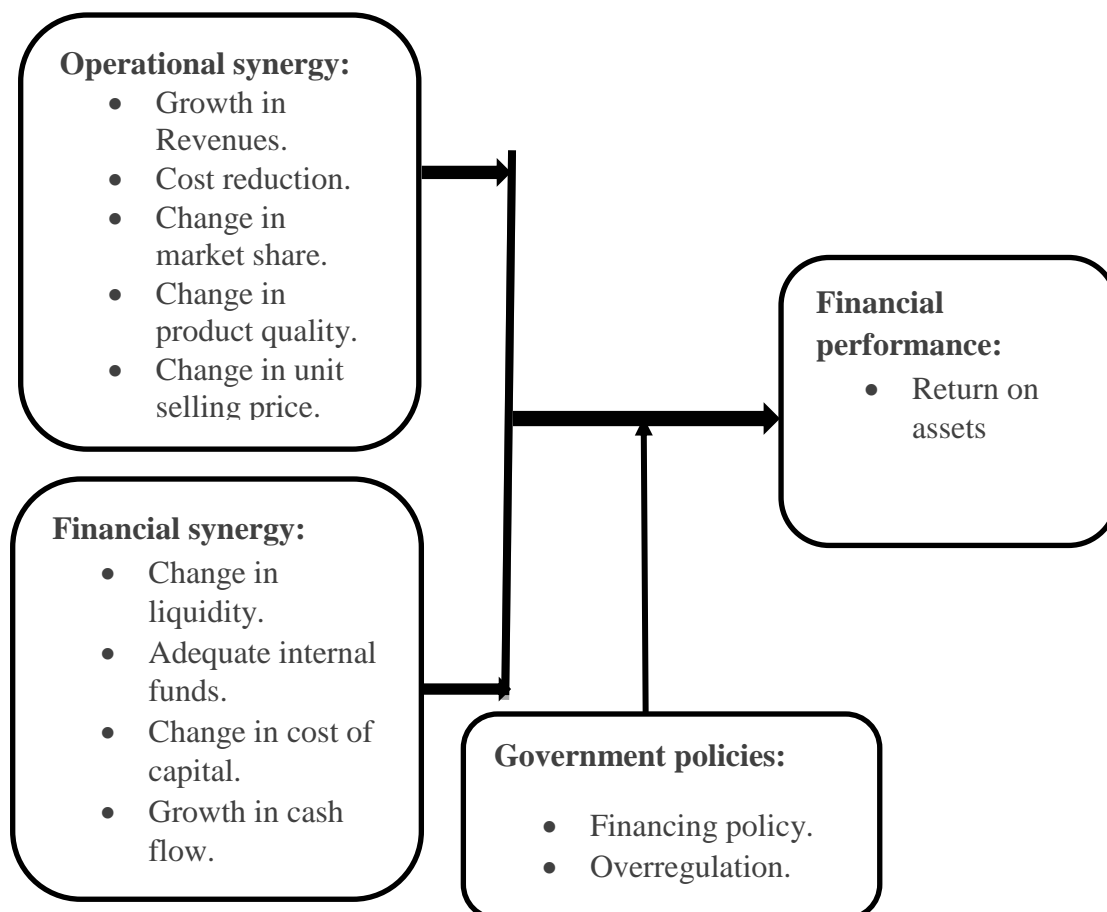 Operational synergy:
• Growth in
Revenues.
• Cost reduction.
• Change in
market share.
• Change in
product quality.
• Change in unit
selling price.
Financial
performance:
• Return on
assets
Financial synergy:
• Change in
liquidity.
• Adequate internal
funds.
• Change in cost of
capital.
• Growth in cash
flow.
Government policies:
• Financing policy.
• Overregulation.